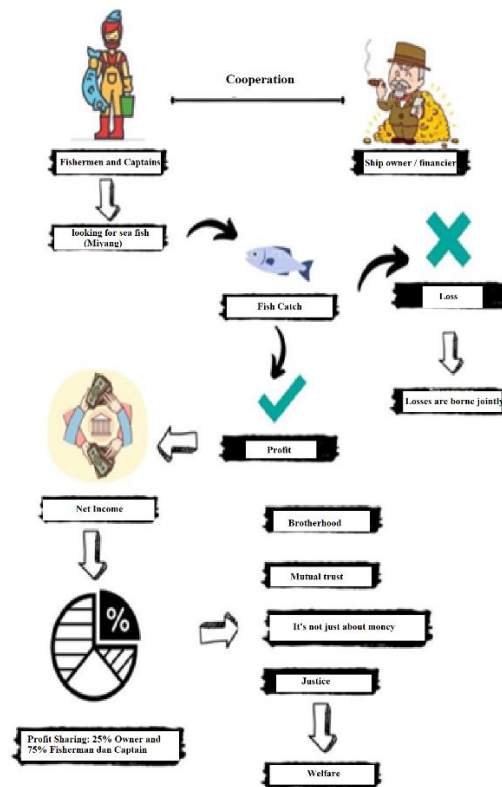 Cooperation
Fishermen and Captains
Ship owner / financier
looking for sea fish
(Miyang)
Fish Catch
Loss
Losses are borne jointly
Profit
Net Income
Brotherhood
Mutual trust
It's not just about money
Justice
%
Profit Sharing: 25% Owner and
75% Fisherman dan Captain
Welfare